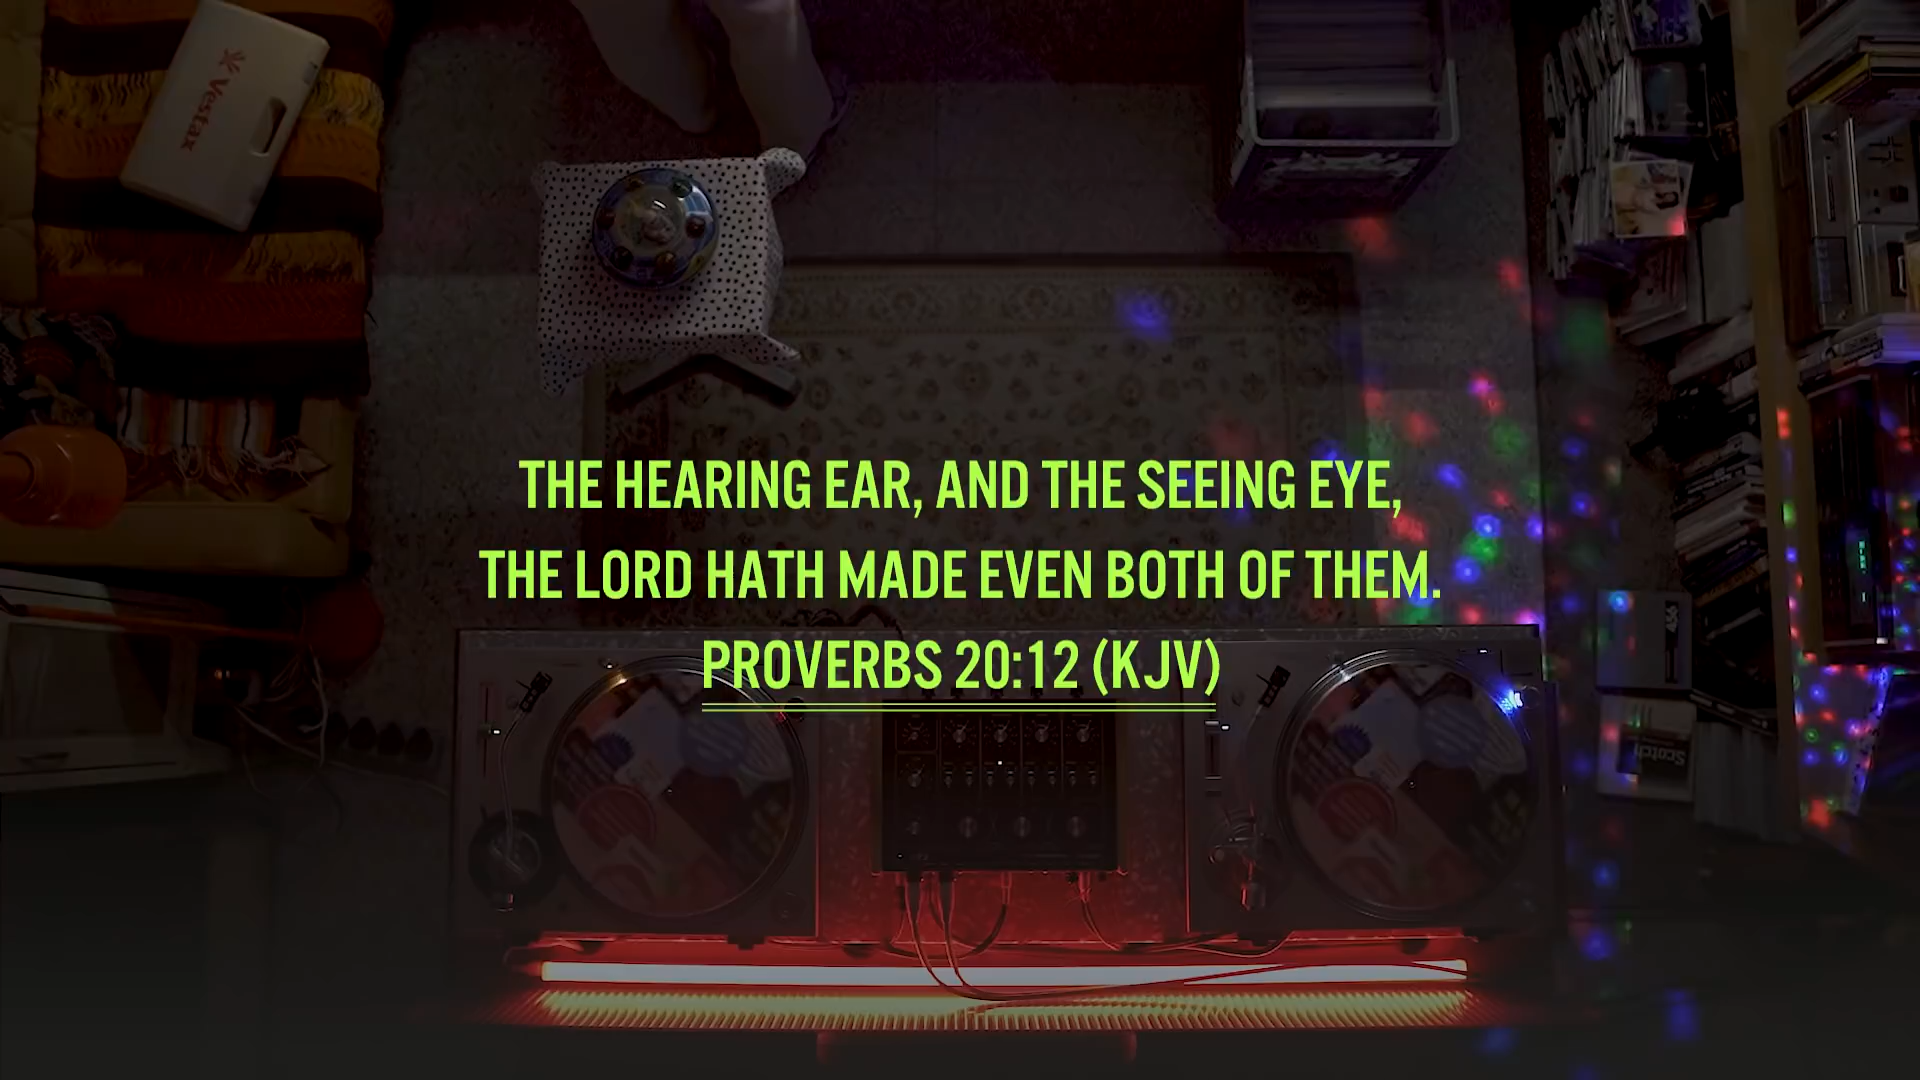 Vestax
THE HEARING EAR, AND THE SEEING EYE,
THE LORD HATH MADE EVEN BOTH OF THEM.
PROVERBS 20:12 (KJV)
456
Scotch